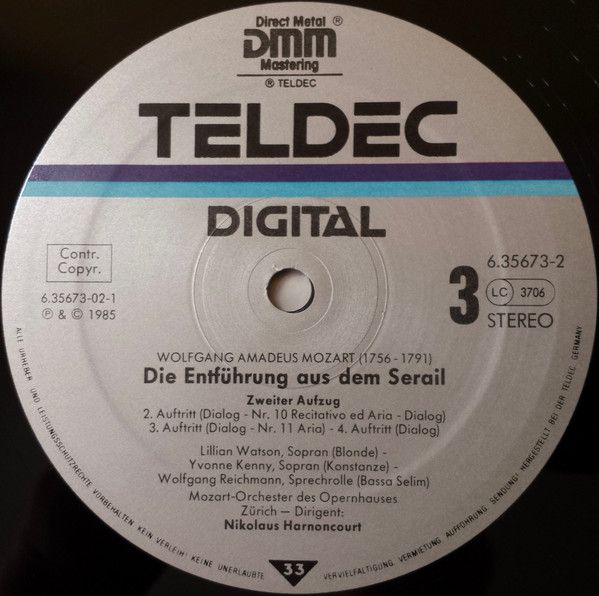 Direct Metal ®
DMM
Mastering
® TELDEC
TELDEC
DIGITAL
Contr.
Copyr.
6.35673-02-1
℗ & © 1985
6.35673-2
3
LC 3706
STEREO
WOLFGANG AMADEUS MOZART (1756 - 1791)
Die Entführung aus dem Serail
Zweiter Aufzug
2. Auftritt (Dialog - Nr. 10 Recitativo ed Aria - Dialog)
3. Auftritt (Dialog - Nr. 11 Aria) - 4. Auftritt (Dialog)
Lillian Watson, Sopran (Blonde) -
Yvonne Kenny, Sopran (Konstanze) -
Wolfgang Reichmann, Sprechrolle (Bassa Selim)
Mozart-Orchester des Opernhauses
Zürich – Dirigent:
Nikolaus Harnoncourt
33
ALLE URHEBER UND LEISTUNGSSCHUTZRECHTE VORBEHALTEN KEIN VERLEIH! KEINE UNERLAUBTE VERVIELFÄLTIGUNG, VERMIETUNG AUFFÜHRUNG, SENDUNG! HERGESTELLT BEI DER TELDEC GERMANY